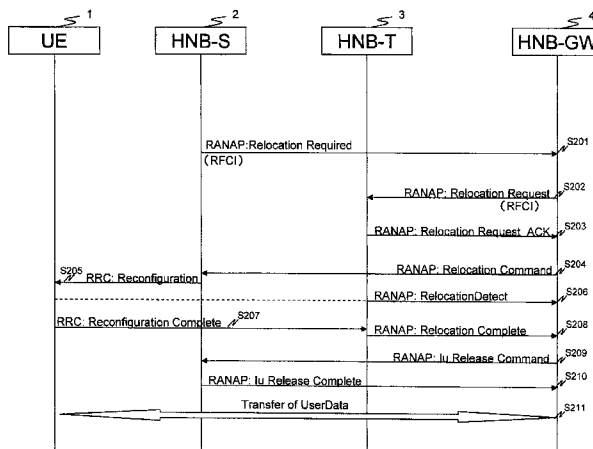 1
2
3
4
UE
HNB-S
HNB-T
HNB-GW
RANAP:Relocation Required
(RFCI)
S201
RANAP: Relocation Request
(RFCI)
S202
RANAP: Relocation Request ACK
S203
RANAP: Relocation Command
S204
S205
RRC: Reconfiguration
RANAP: RelocationDetect
S206
RRC: Reconfiguration Complete
S207
RANAP: Relocation Complete
S208
RANAP: Iu Release Command
S209
RANAP: Iu Release Complete
S210
Transfer of UserData
S211